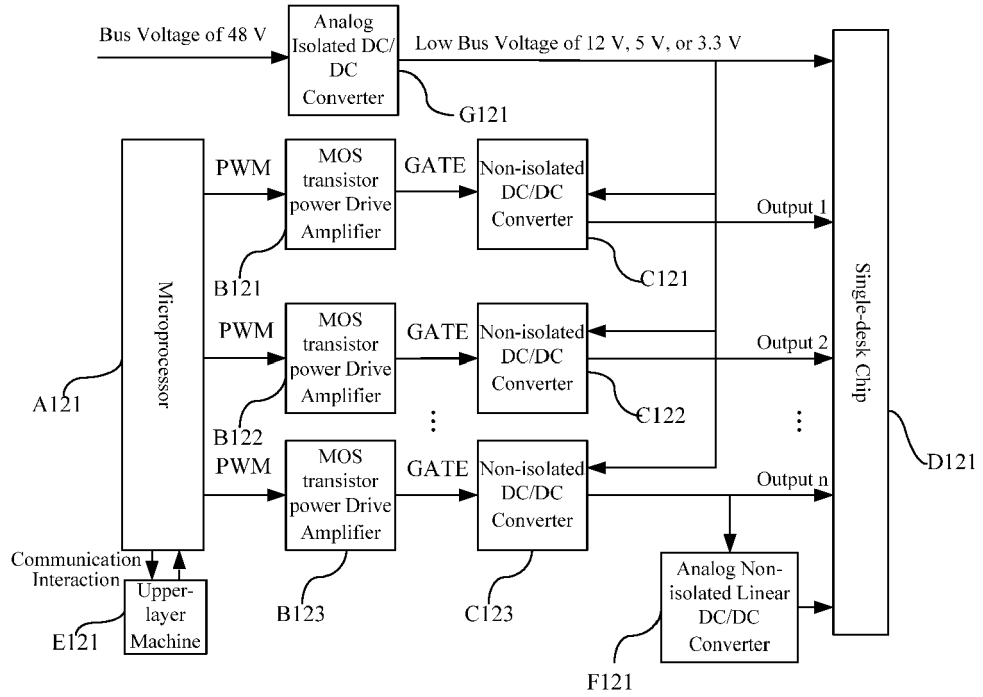 Bus Voltage of 48 V
Analog
Isolated DC/
DC
Converter
Low Bus Voltage of 12 V, 5 V, or 3.3 V
G121
Microprocessor
PWM
MOS
transistor
power Drive
Amplifier
GATE
Non-isolated
DC/DC
Converter
Output 1
B121
C121
Single-desk Chip
PWM
MOS
transistor
power Drive
Amplifier
GATE
Non-isolated
DC/DC
Converter
Output 2
A121
B122
C122
...
...
PWM
MOS
transistor
power Drive
Amplifier
GATE
Non-isolated
DC/DC
Converter
Output n
D121
Communication
Interaction
Upper-
layer
Machine
E121
B123
C123
Analog Non-
isolated Linear
DC/DC
Converter
F121